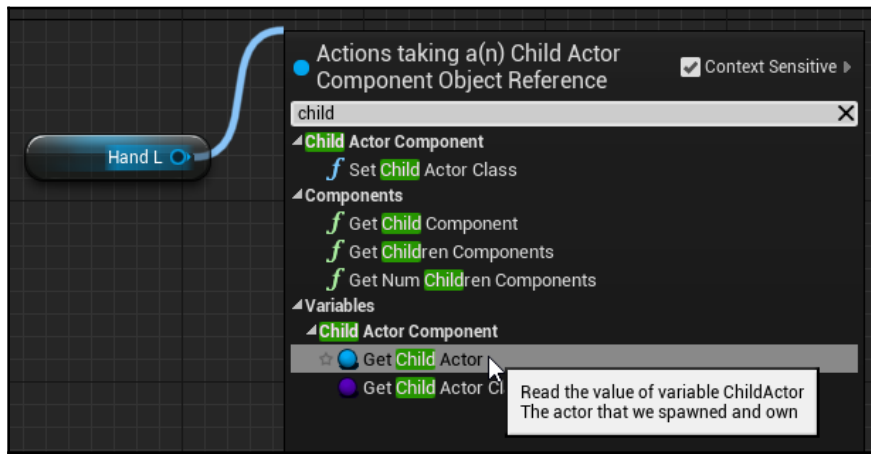 Actions taking a(n) Child Actor
Component Object Reference
Context Sensitive
child
Child Actor Component
Hand L
Set Child Actor Class
Components
Get Child Component
Get Children Components
Get Num Children Components
Variables
Child Actor Component
Get Child Actor
Get Child Actor Cl
Read the value of variable ChildActor
The actor that we spawned and own